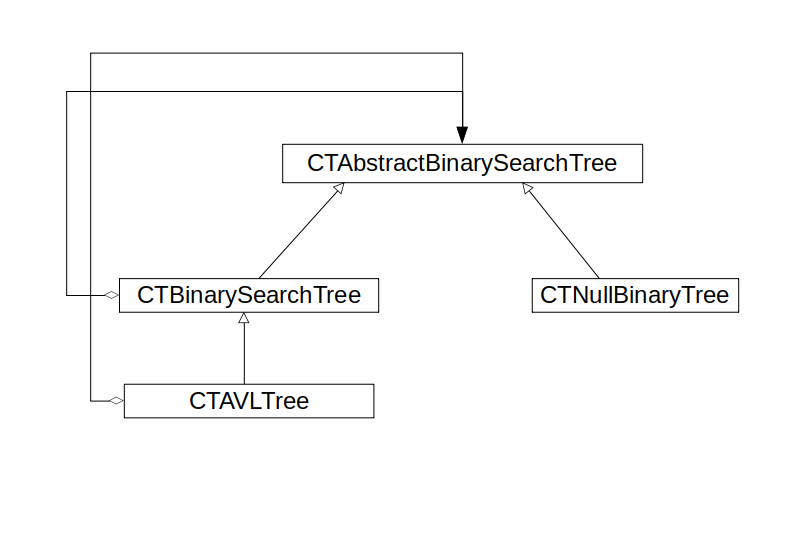 CTAbstractBinarySearchTree
CTBinarySearchTree
CTNullBinaryTree
CTAVLTree